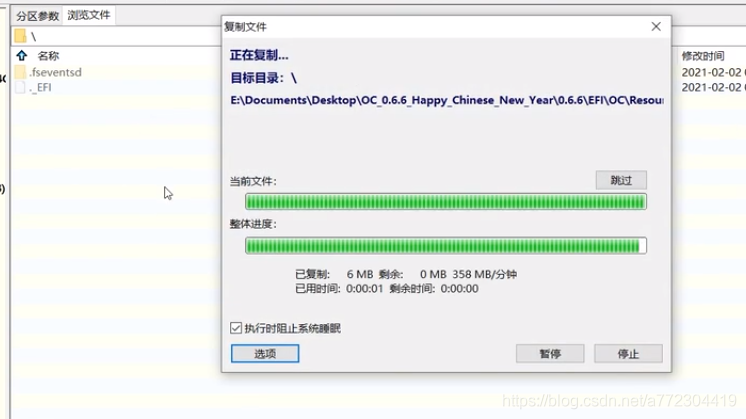 分区参数 浏览文件
\
名称 修改时间
.fseventsd 2021-02-02
._EFI 2021-02-02
复制文件
正在复制...
目标目录：\
E:\Documents\Desktop\OC_0.6.6_Happy_Chinese_New_Year\0.6.6\EFI\OC\Resour
当前文件：
跳过
整体进度：
已复制: 6 MB 剩余: 0 MB 358 MB/分钟
已用时间: 0:00:01 剩余时间: 0:00:00
执行时阻止系统睡眠
选项 暂停 停止
https://blog.csdn.net/a772304419